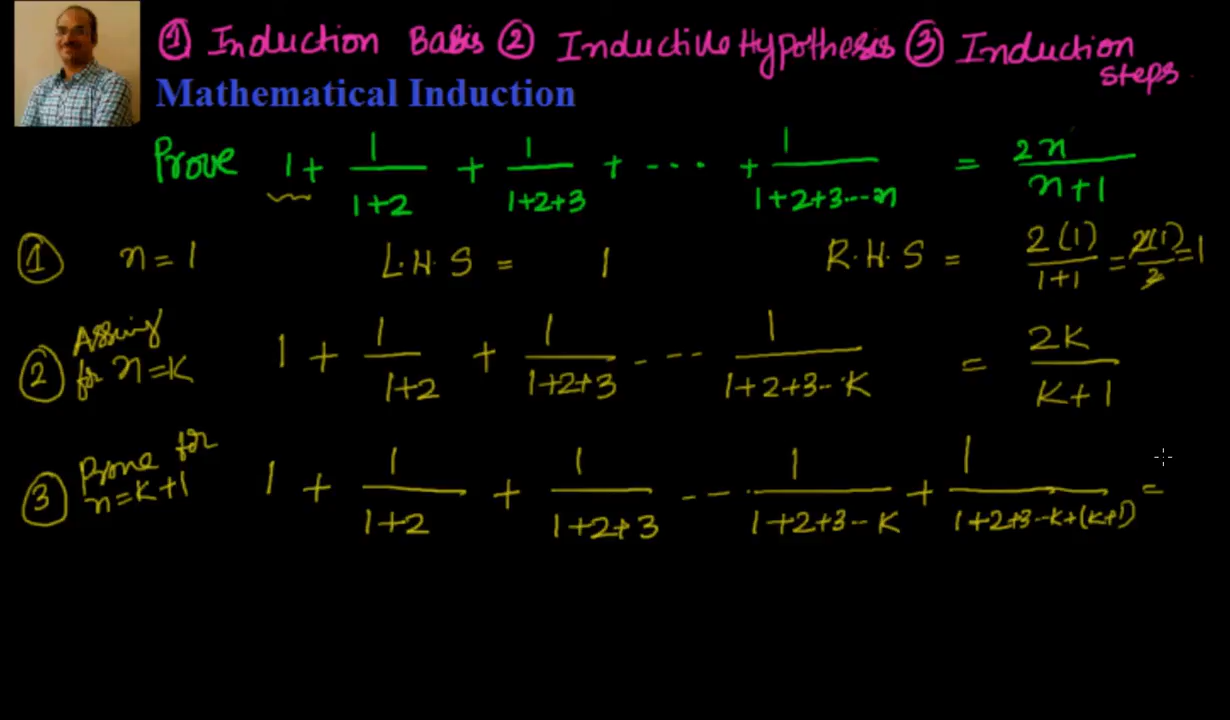 ① Induction Basis ② Inductive Hypothesis ③ Induction steps
Mathematical Induction
Prove 1 + 1/(1+2) + 1/(1+2+3) + ... + 1/(1+2+3...n) = 2n/(n+1)
① n = 1 L.H.S = 1 R.H.S = 2(1)/(1+1) = 2(1)/2 = 1
② for n=K 1 + 1/(1+2) + 1/(1+2+3) ... 1/(1+2+3...K) = 2K/(K+1)
③ Prove for n=K+1 1 + 1/(1+2) + 1/(1+2+3) ... 1/(1+2+3...K) + 1/(1+2+3...K+(K+1)) =